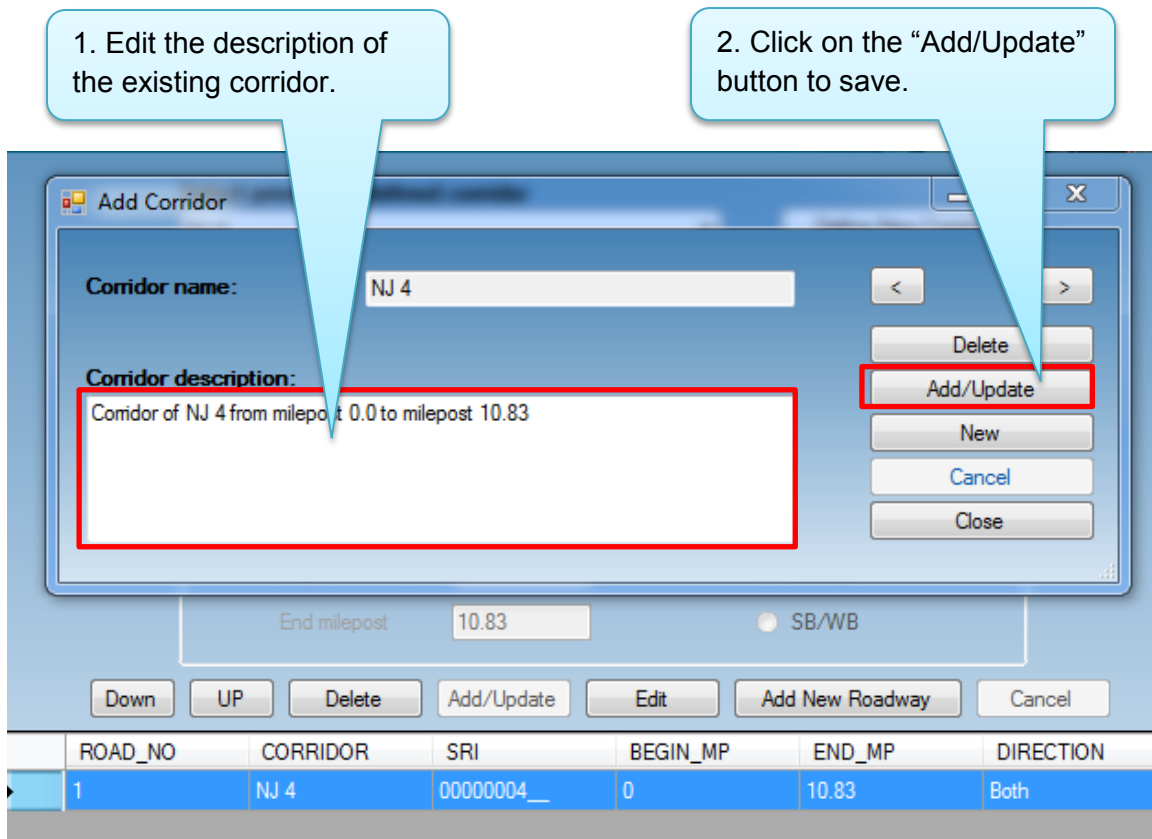 1. Edit the description of
the existing corridor.
2. Click on the “Add/Update”
button to save.
Add Corridor
Corridor name:
NJ 4
<
>
Delete
Corridor description:
Add/Update
Corridor of NJ 4 from milepost 0.0 to milepost 10.83
New
Cancel
Close
End milepost
10.83
SB/WB
Down
UP
Delete
Add/Update
Edit
Add New Roadway
Cancel
ROAD_NO CORRIDOR SRI BEGIN_MP END_MP DIRECTION
1 NJ 4 00000004__ 0 10.83 Both